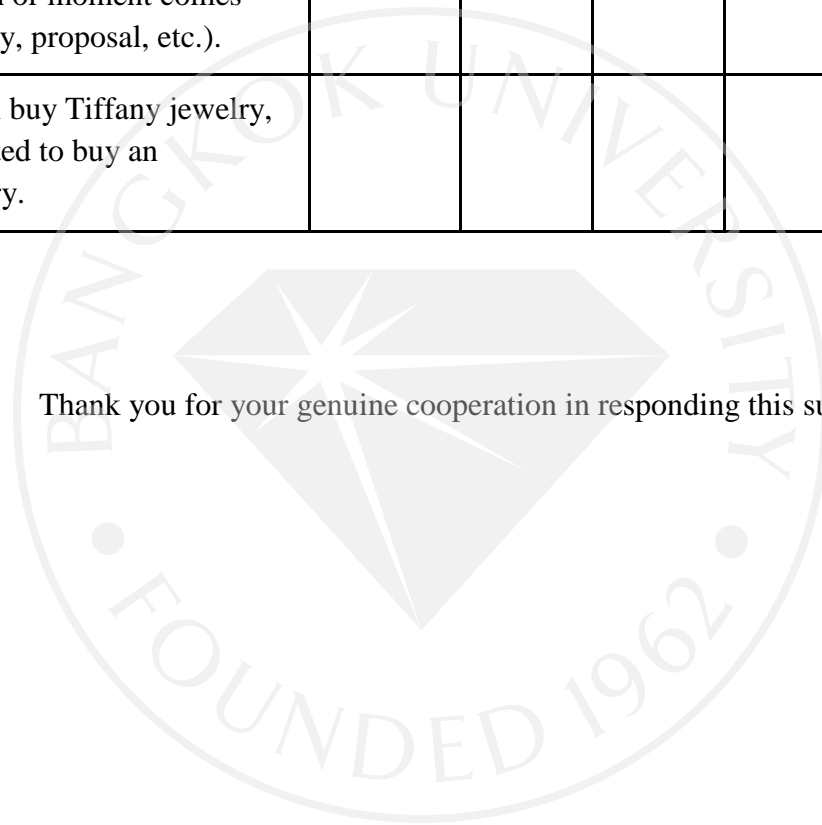 or moment comes
y, proposal, etc.).
buy Tiffany jewelry,
ed to buy an
y.
Thank you for your genuine cooperation in responding this su
BANGKOK UNIVERSITY
FOUNDED 1962